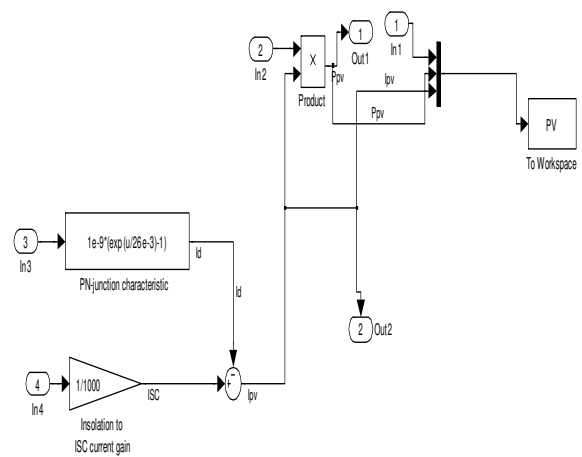 1
Out1
1
In1
2
In2
X
Product
Ppv
Ipv
Ppv
PV
To Workspace
3
In3
1e-9*(exp(u/26e-3)-1)
Id
PN-junction characteristic
Id
2
Out2
4
In4
1/1000
ISC
+
-
Ipv
Insolation to
ISC current gain